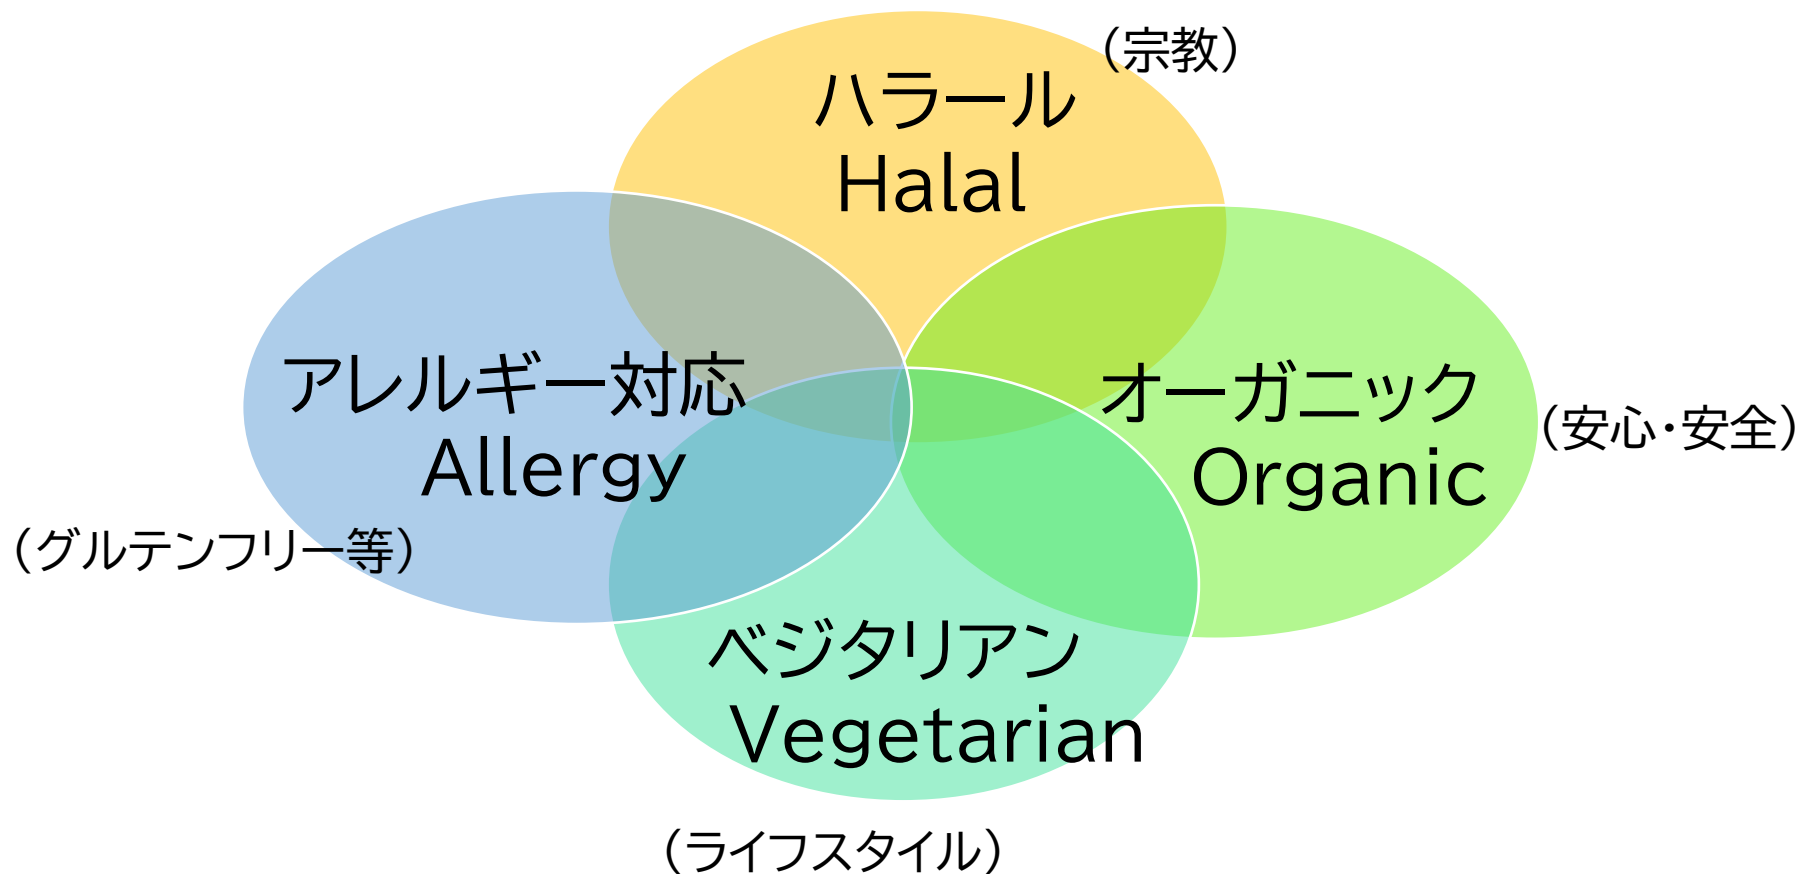 （宗教）
ハラール
Halal
アレルギー対応
Allergy
（グルテンフリー等）
オーガニック
Organic
（安心・安全）
ベジタリアン
Vegetarian
（ライフスタイル）